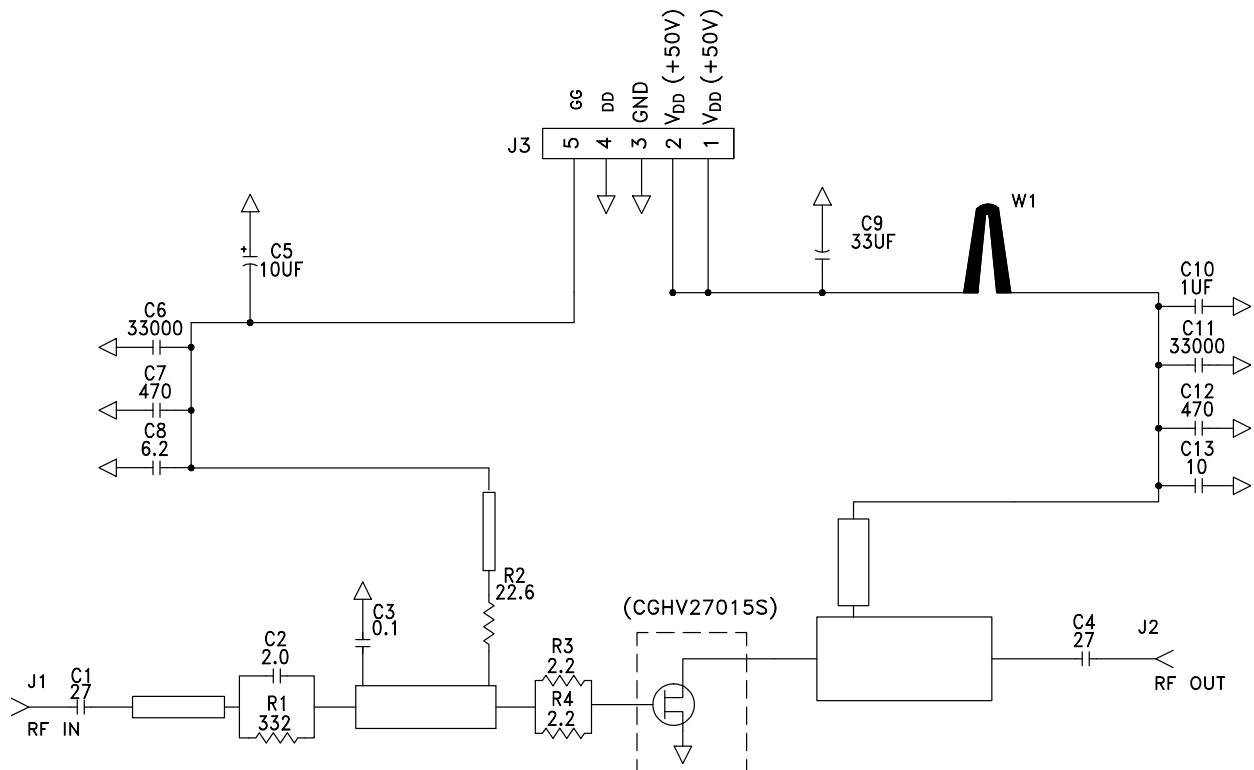 GG
DD
GND
VDD (+50V)
VDD (+50V)
J3
5
4
3
2
1
C5
10UF
+
C9
33UF
W1
C6
33000
C7
470
C8
6.2
C10
1UF
C11
33000
C12
470
C13
10
R2
22.6
C3
0.1
(CGHV27015S)
C2
2.0
R1
332
R3
2.2
R4
2.2
C4
27
J2
RF OUT
J1
C1
27
RF IN